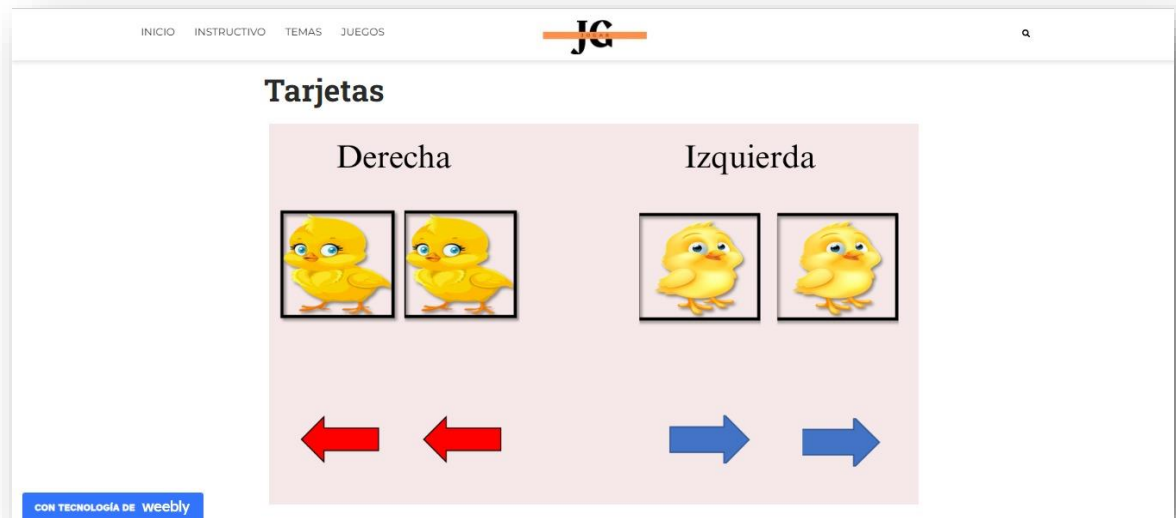 INICIO INSTRUCTIVO TEMAS JUEGOS
JG
Tarjetas
Derecha Izquierda
CON TECNOLOGÍA DE weebly